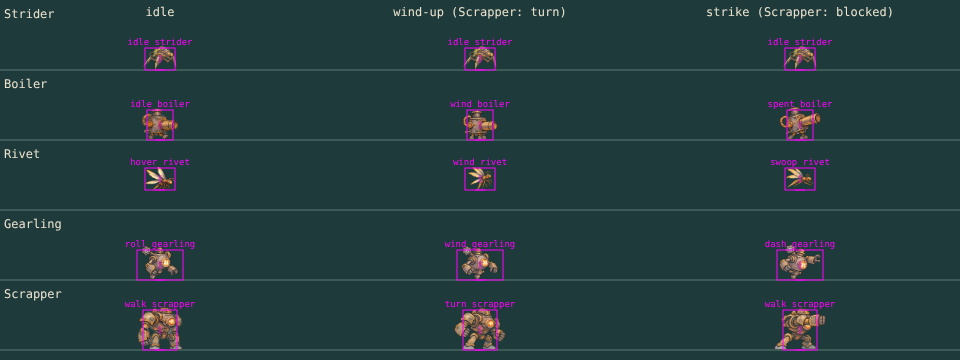 Strider idle wind-up (Scrapper: turn) strike (Scrapper: blocked)
idle strider idle strider idle strider
Boiler
idle boiler wind boiler spent boiler
Rivet
hover rivet wind rivet swoop rivet
Gearling
roll gearling wind gearling dash gearling
Scrapper
walk scrapper turn scrapper walk scrapper